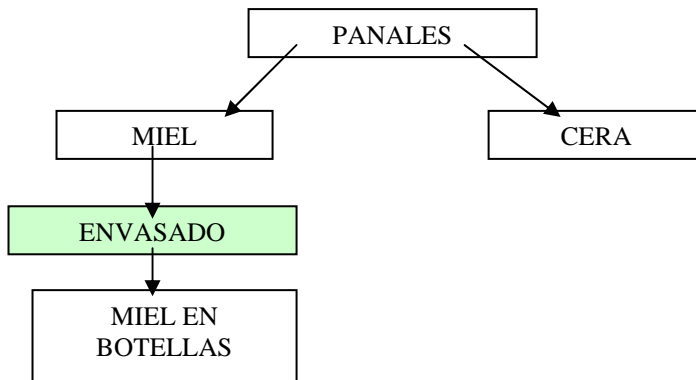 PANALES
MIEL
CERA
ENVASADO
MIEL EN
BOTELLAS